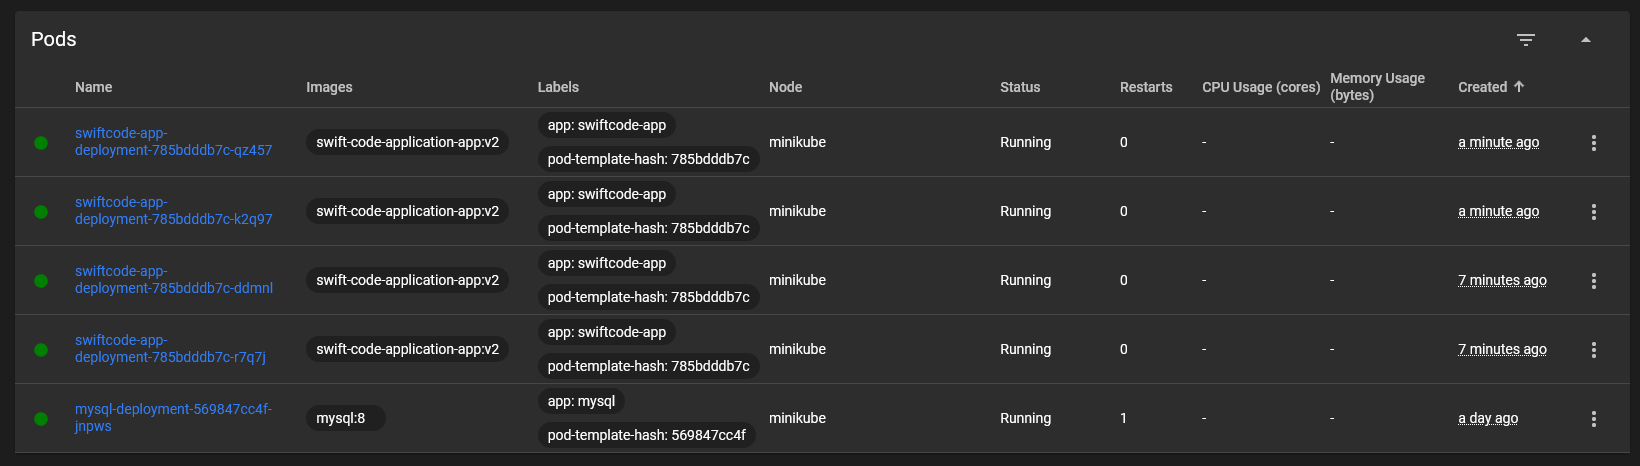 Pods
Name Images Labels Node Status Restarts CPU Usage (cores) Memory Usage (bytes) Created
swiftcode-app-
deployment-785bdddb7c-qz457
swift-code-application-app:v2
app: swiftcode-app
pod-template-hash: 785bdddb7c
minikube
Running
0
-
-
a minute ago
swiftcode-app-
deployment-785bdddb7c-k2q97
swift-code-application-app:v2
app: swiftcode-app
pod-template-hash: 785bdddb7c
minikube
Running
0
-
-
a minute ago
swiftcode-app-
deployment-785bdddb7c-ddmnl
swift-code-application-app:v2
app: swiftcode-app
pod-template-hash: 785bdddb7c
minikube
Running
0
-
-
7 minutes ago
swiftcode-app-
deployment-785bdddb7c-r7q7j
swift-code-application-app:v2
app: swiftcode-app
pod-template-hash: 785bdddb7c
minikube
Running
0
-
-
7 minutes ago
mysql-deployment-569847cc4f-
jnpws
mysql:8
app: mysql
pod-template-hash: 569847cc4f
minikube
Running
1
-
-
a day ago